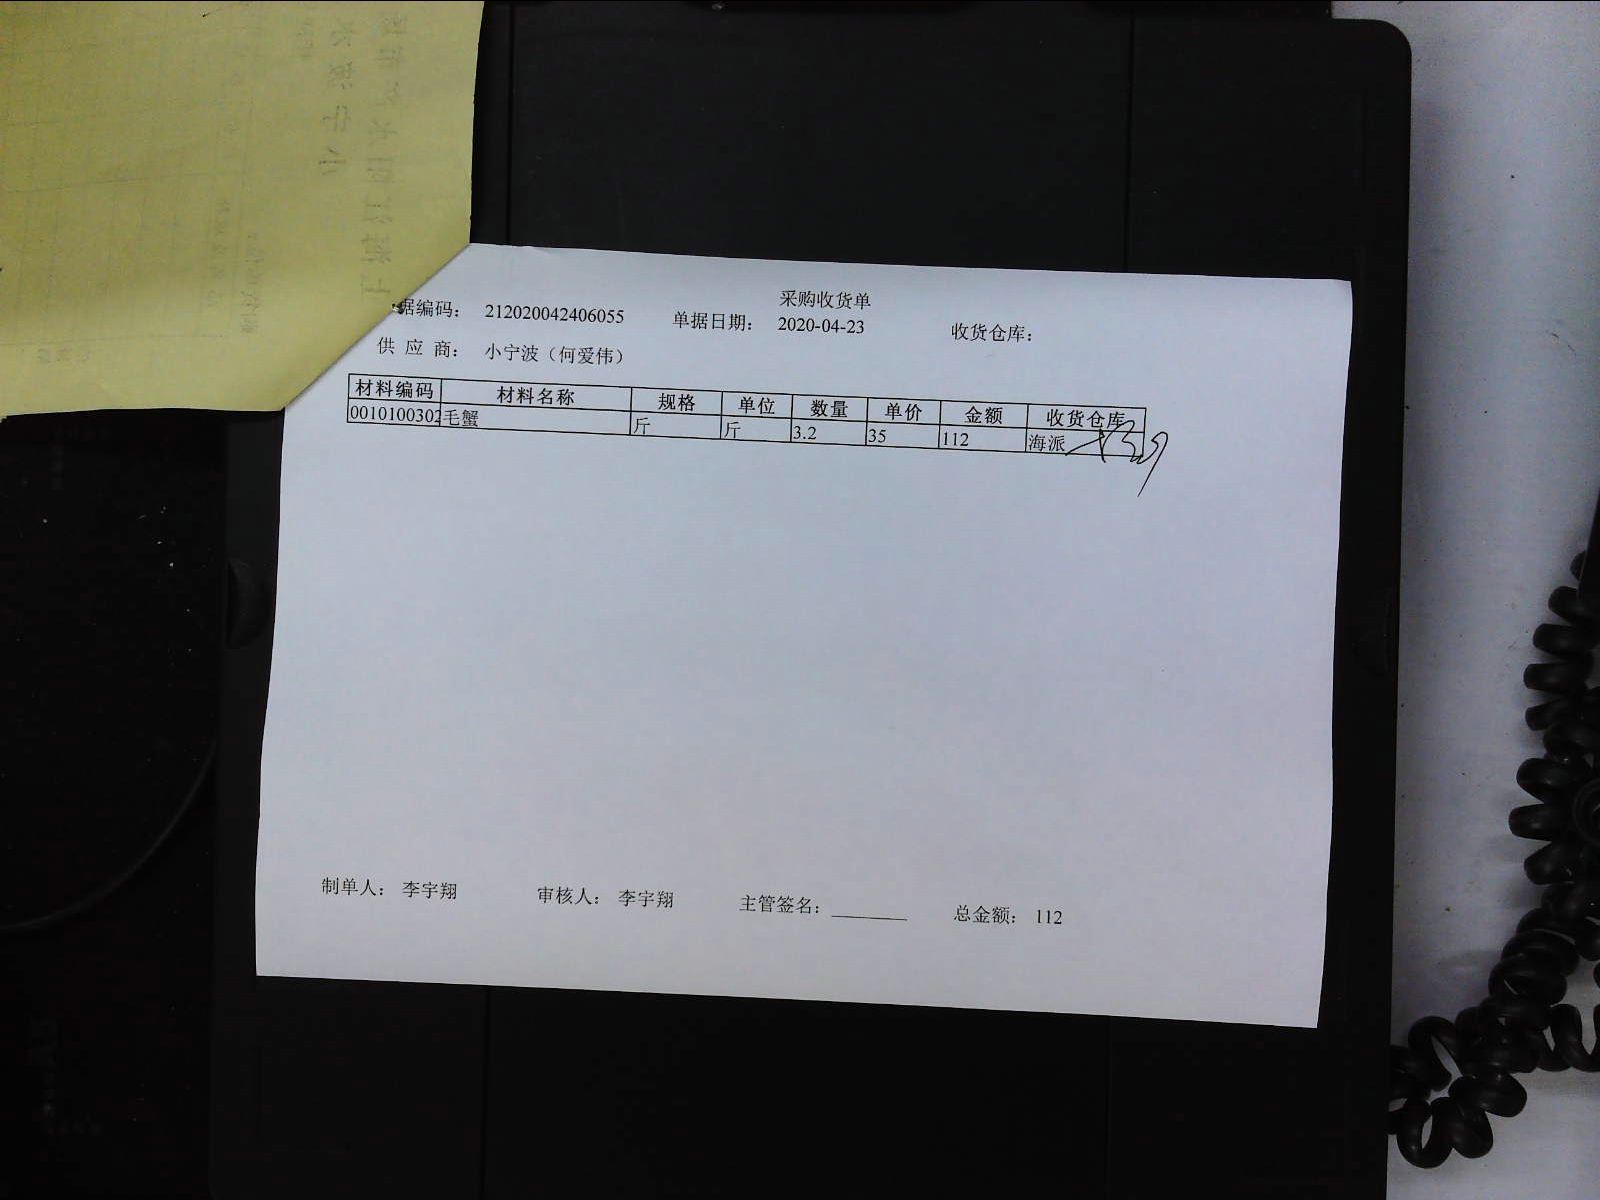 采购收货单
据编码： 212020042406055 单据日期： 2020-04-23 收货仓库：
供 应 商： 小宁波（何爱伟）
材料编码 材料名称 规格 单位 数量 单价 金额 收货仓库
0010100302 毛蟹 斤 斤 3.2 35 112 海派
制单人： 李宇翔 审核人： 李宇翔 主管签名： 总金额： 112